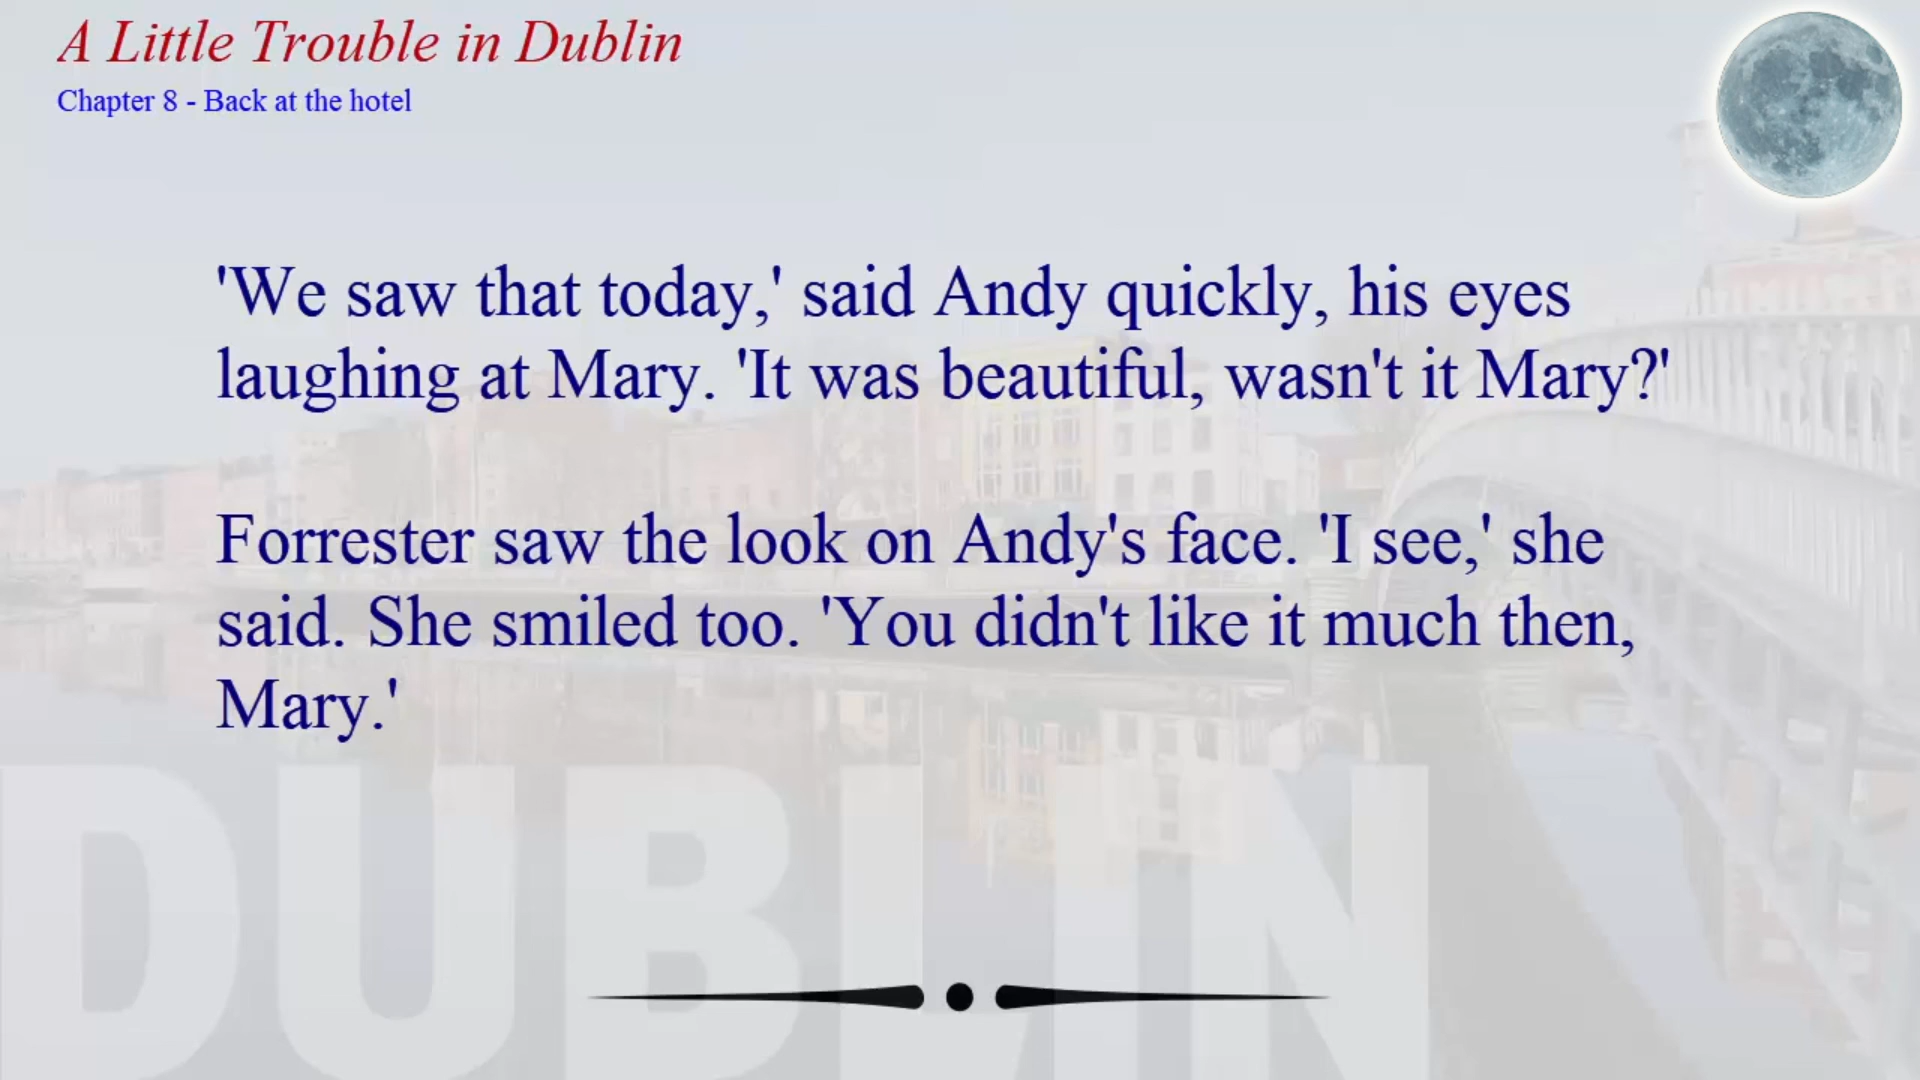 A Little Trouble in Dublin
Chapter 8 - Back at the hotel
'We saw that today,' said Andy quickly, his eyes
laughing at Mary. 'It was beautiful, wasn't it Mary?'
Forrester saw the look on Andy's face. 'I see,' she
said. She smiled too. 'You didn't like it much then,
Mary.'
DUBLIN